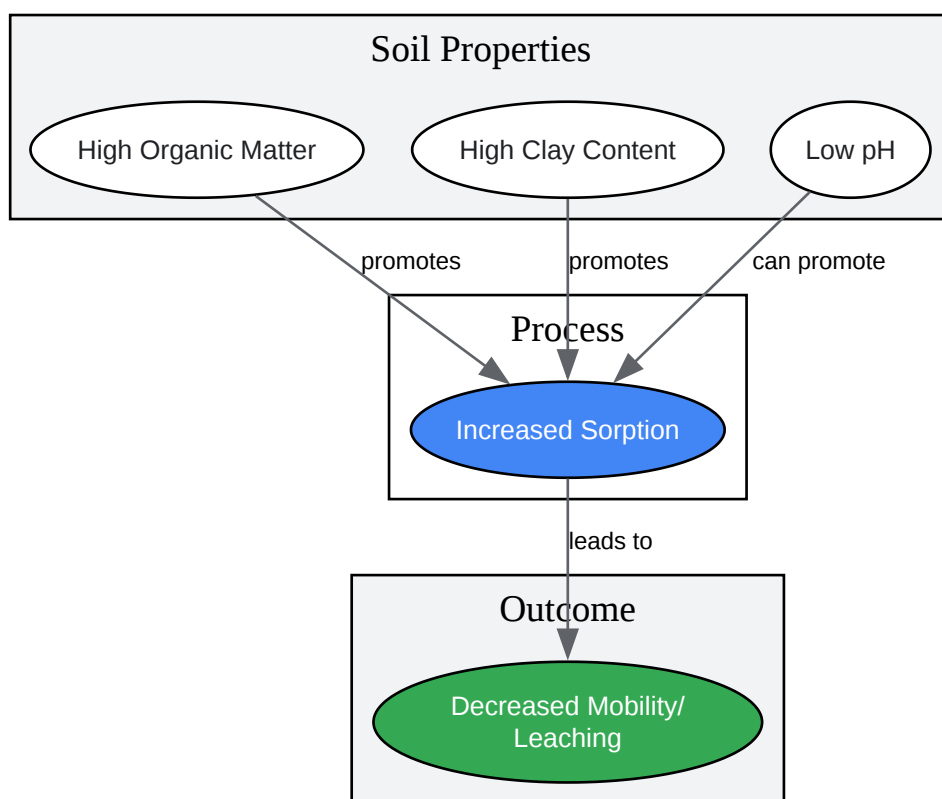 Soil Properties
High Organic Matter
High Clay Content
Low pH
promotes
promotes
can promote
Process
Increased Sorption
leads to
Outcome
Decreased Mobility/
Leaching